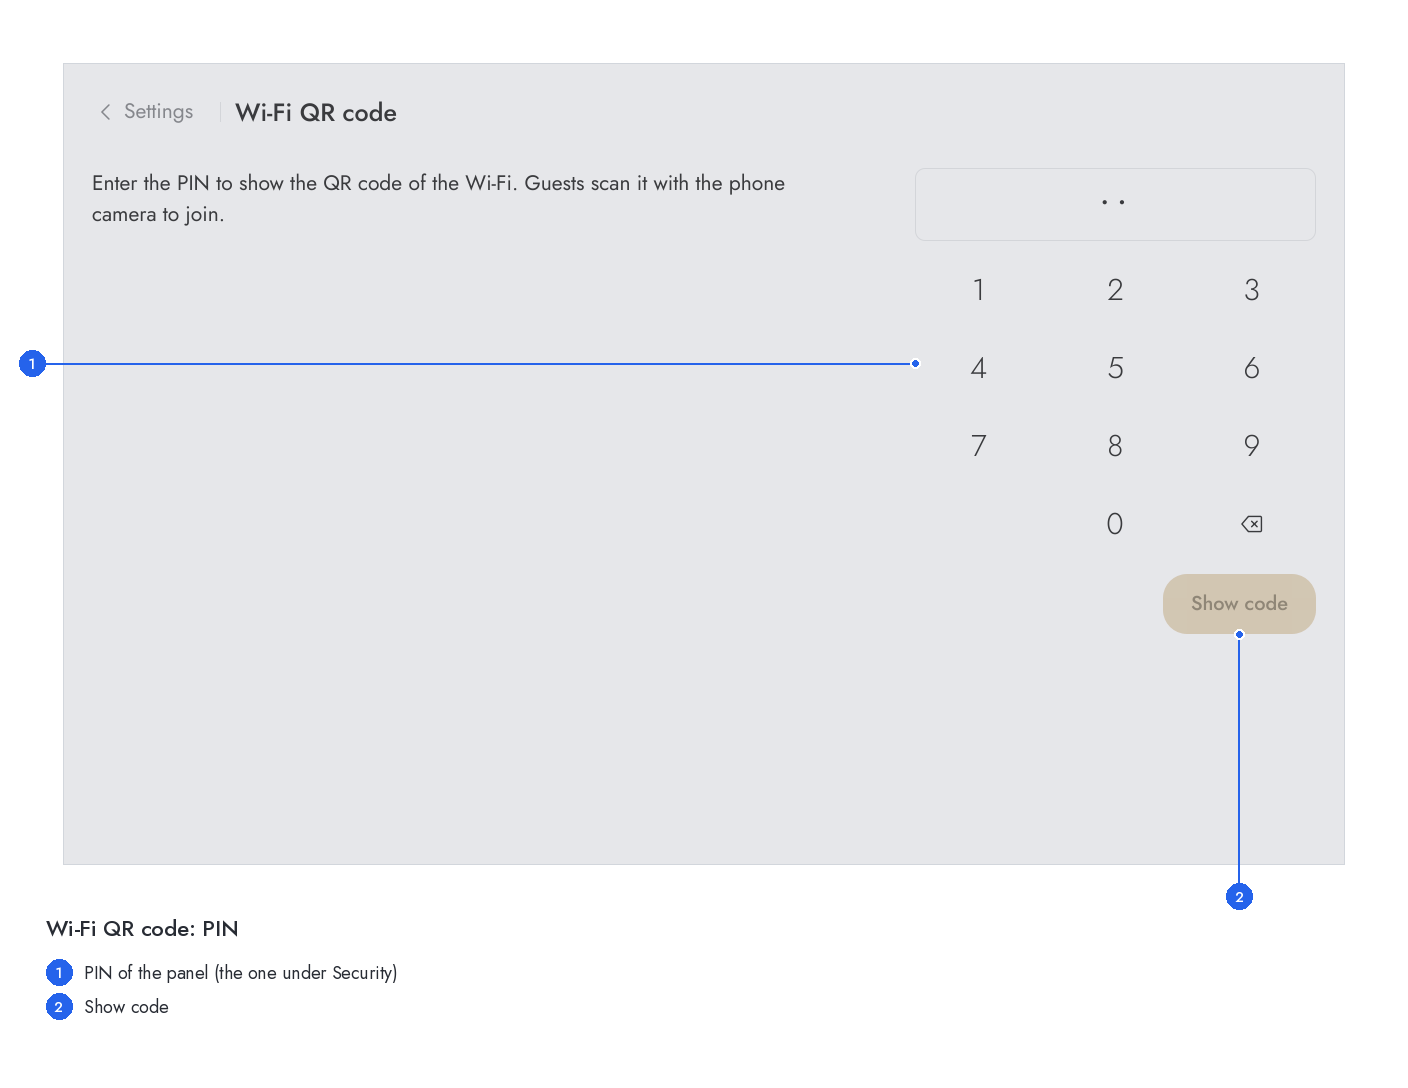 Settings
Wi-Fi QR code
Enter the PIN to show the QR code of the Wi-Fi. Guests scan it with the phone
camera to join.
1 2 3
1
4 5 6
7 8 9
0
Show code
2
Wi-Fi QR code: PIN
1 PIN of the panel (the one under Security)
2 Show code